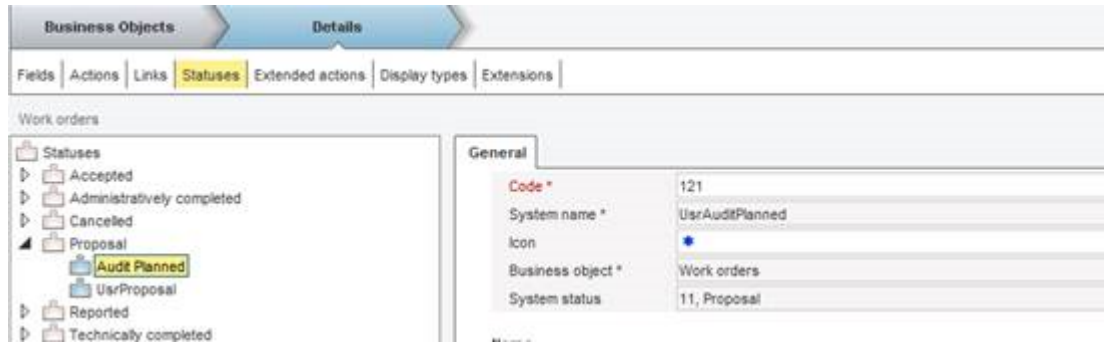 Business Objects
Details
Fields
Actions
Links
Statuses
Extended actions
Display types
Extensions
Work orders
Statuses
Accepted
Administratively completed
Cancelled
Proposal
Audit Planned
UsrProposal
Reported
Technically completed
General
Code * 121
System name * UsrAuditPlanned
Icon
Business object * Work orders
System status 11, Proposal